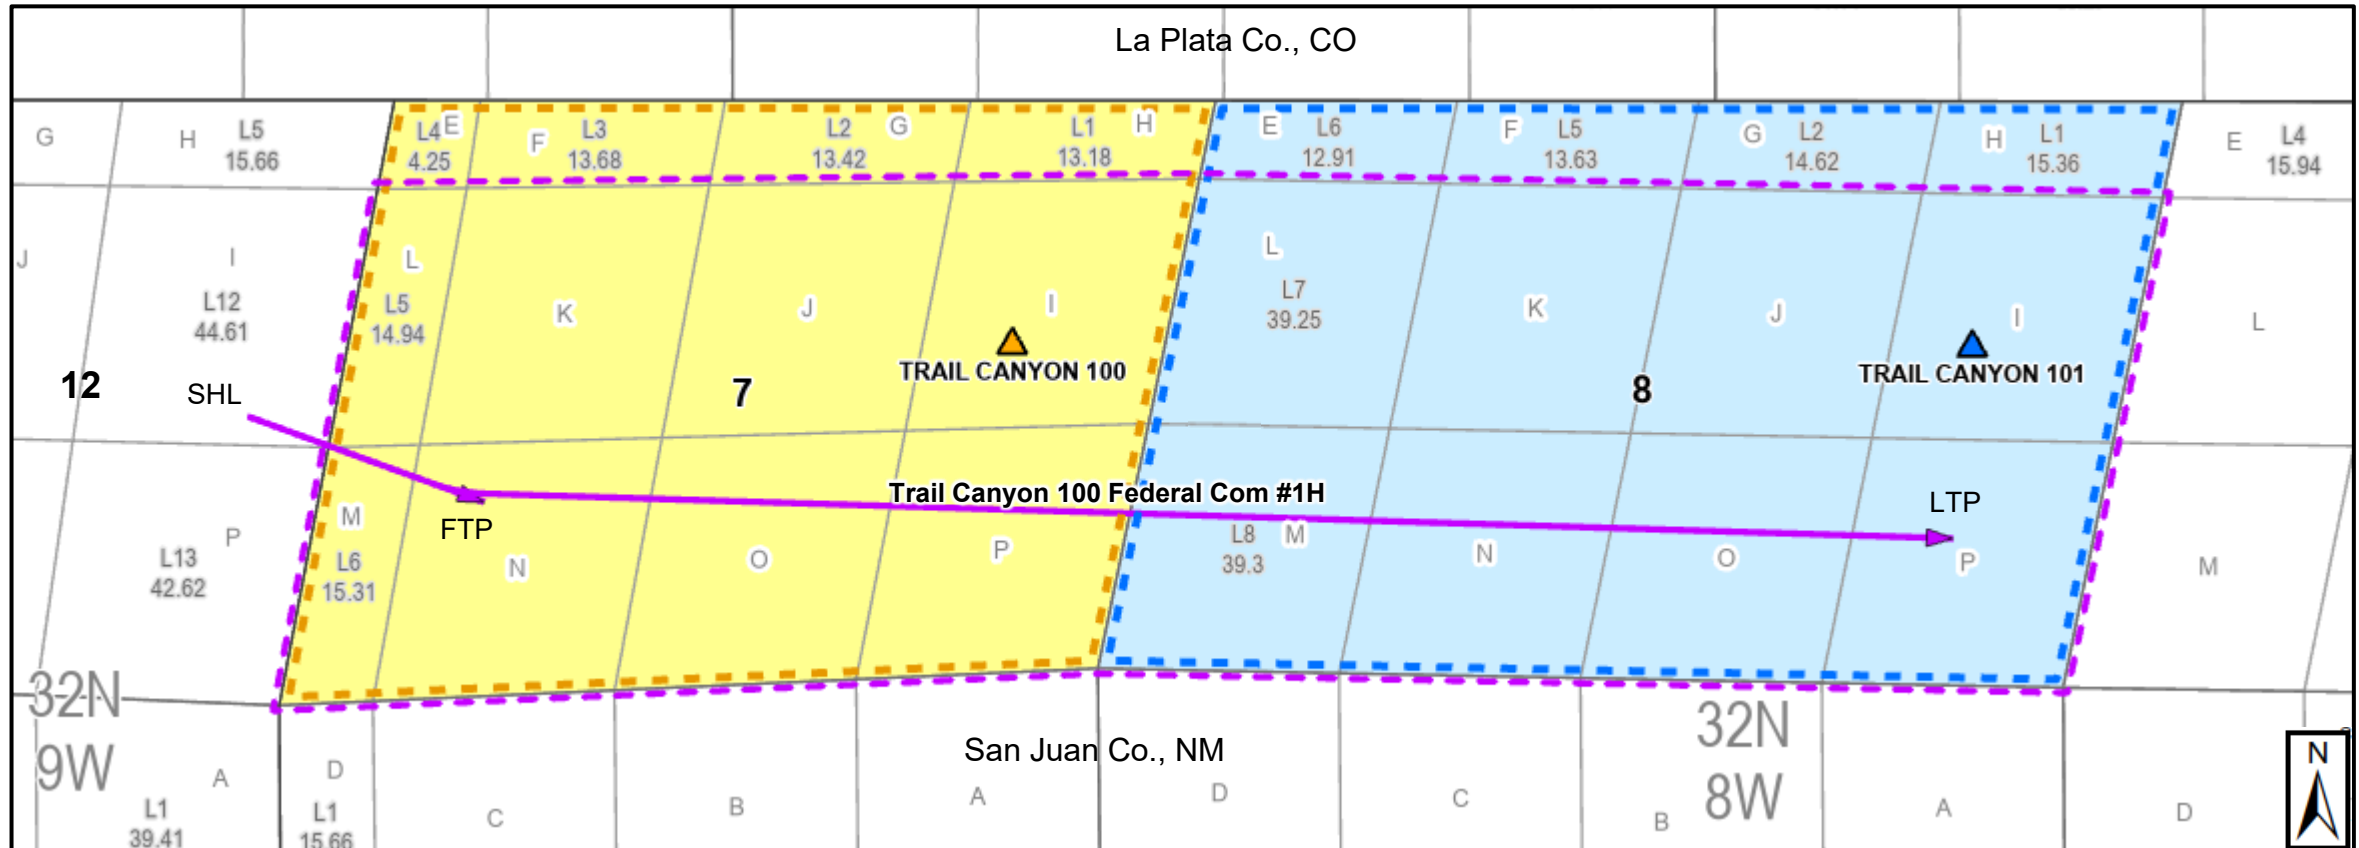 La Plata Co., CO
G
H
L5
15.66
L4
E
4.25
F
L3
13.68
L2
G
13.42
L1
H
13.18
E
L6
12.91
F
L5
13.63
G
L2
14.62
H
L1
15.36
E
L4
15.94
J
I
L12
44.61
L
L5
14.94
K
J
I
TRAIL CANYON 100
L
L7
39.25
K
J
I
TRAIL CANYON 101
L
12
SHL
7
8
Trail Canyon 100 Federal Com #1H
LTP
FTP
P
L13
42.62
M
L6
15.31
N
O
P
L8
M
39.3
N
O
P
M
32N
9W
San Juan Co., NM
32N
8W
A
L1
39.41
D
L1
15.66
C
B
A
D
C
B
A
D
N